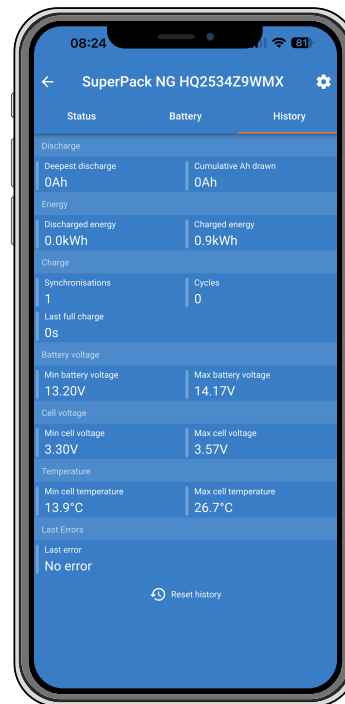 08:24 81
SuperPack NG HQ2534Z9WMX
Status Battery History
Discharge
Deepest discharge Cumulative Ah drawn
0Ah 0Ah
Energy
Discharged energy Charged energy
0.0kWh 0.9kWh
Charge
Synchronisations Cycles
1 0
Last full charge
0s
Battery voltage
Min battery voltage Max battery voltage
13.20V 14.17V
Cell voltage
Min cell voltage Max cell voltage
3.30V 3.57V
Temperature
Min cell temperature Max cell temperature
13.9°C 26.7°C
Last Errors
Last error
No error
Reset history